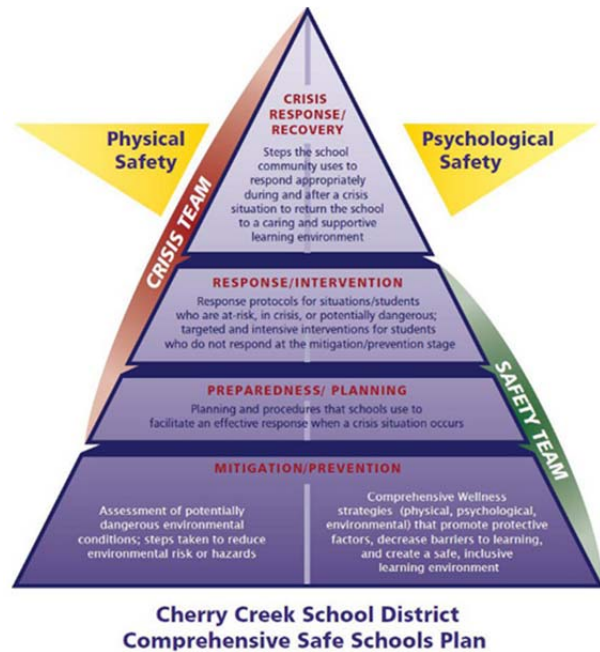 CRISIS
RESPONSE/
RECOVERY
Steps the school
community uses to
respond appropriately
during and after a crisis
situation to return the school
to a caring and supportive
learning environment
Physical
Safety
Psychological
Safety
CRISIS TEAM
RESPONSE/INTERVENTION
Response protocols for situations/students
who are at-risk, in crisis, or potentially dangerous;
targeted and intensive interventions for students
who do not respond at the mitigation/prevention stage
SAFETY TEAM
PREPAREDNESS/ PLANNING
Planning and procedures that schools use to
facilitate an effective response when a crisis situation occurs
MITIGATION/PREVENTION
Assessment of potentially
dangerous environmental
conditions; steps taken to reduce
environmental risk or hazards
Comprehensive Wellness
strategies (physical, psychological,
environmental) that promote protective
factors, decrease barriers to learning,
and create a safe, inclusive
learning environment
Cherry Creek School District
Comprehensive Safe Schools Plan